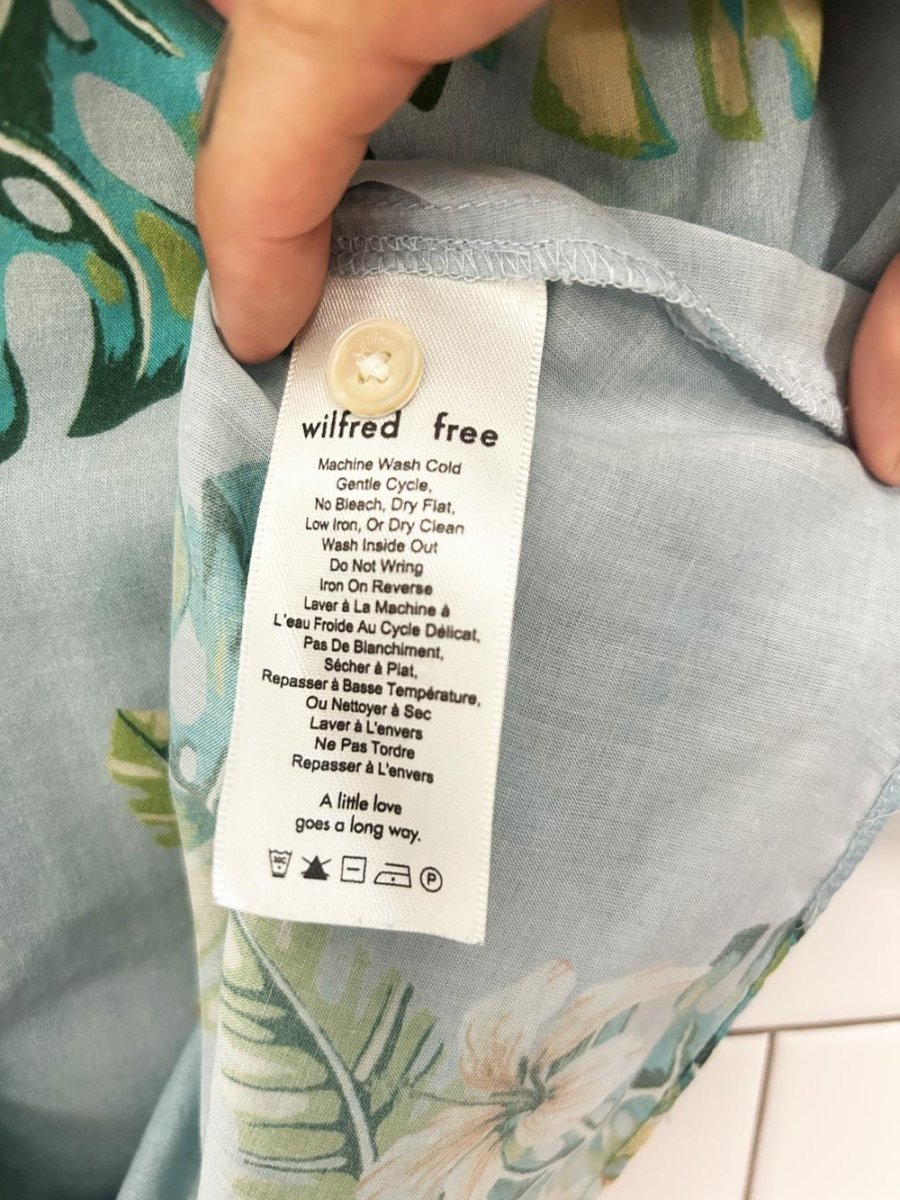 wilfred free
Machine Wash Cold
Gentle Cycle,
No Bleach, Dry Flat,
Low Iron, Or Dry Clean
Wash Inside Out
Do Not Wring
Iron On Reverse
Laver à La Machine à
L'eau Froide Au Cycle Délicat,
Pas De Blanchiment,
Sécher à Plat,
Repasser à Basse Température,
Ou Nettoyer à Sec
Laver à L'envers
Ne Pas Tordre
Repasser à L'envers
A little love
goes a long way.
30C
P